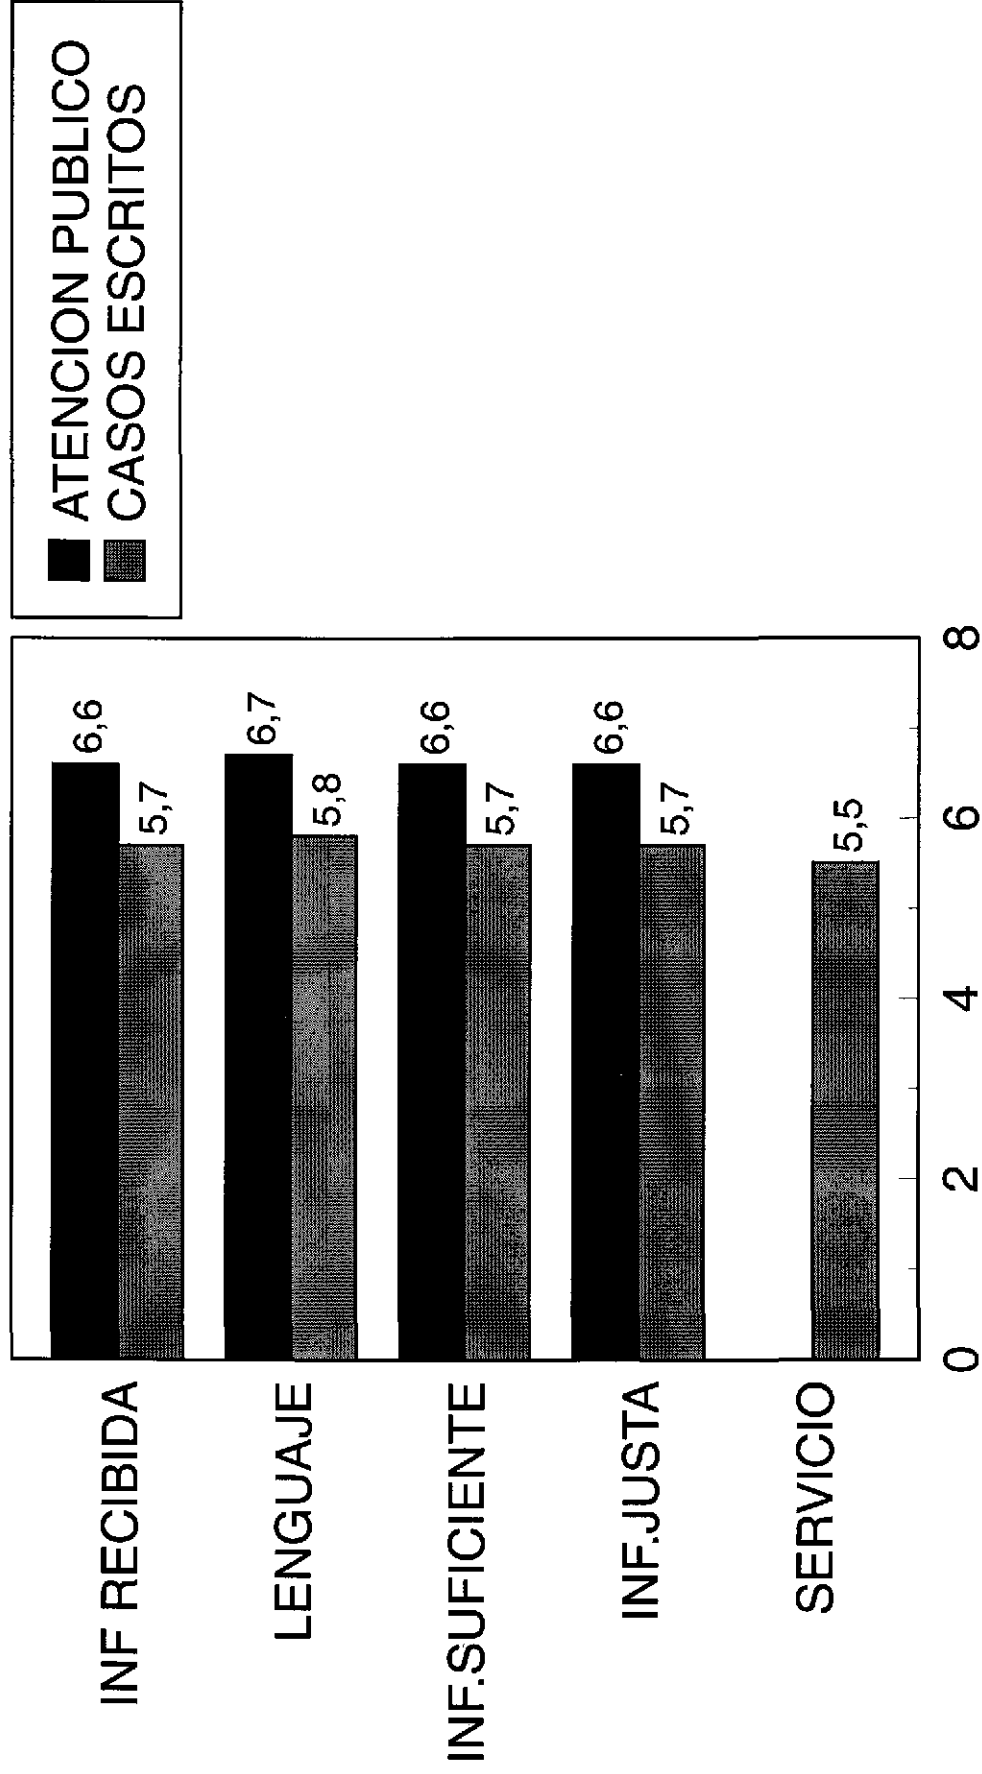 ATENCION PUBLICO
CASOS ESCRITOS
INF RECIBIDA
6,6
5,7
LENGUAJE
6,7
5,8
INF.SUFICIENTE
6,6
5,7
INF.JUSTA
6,6
5,7
SERVICIO
5,5
0 2 4 6 8